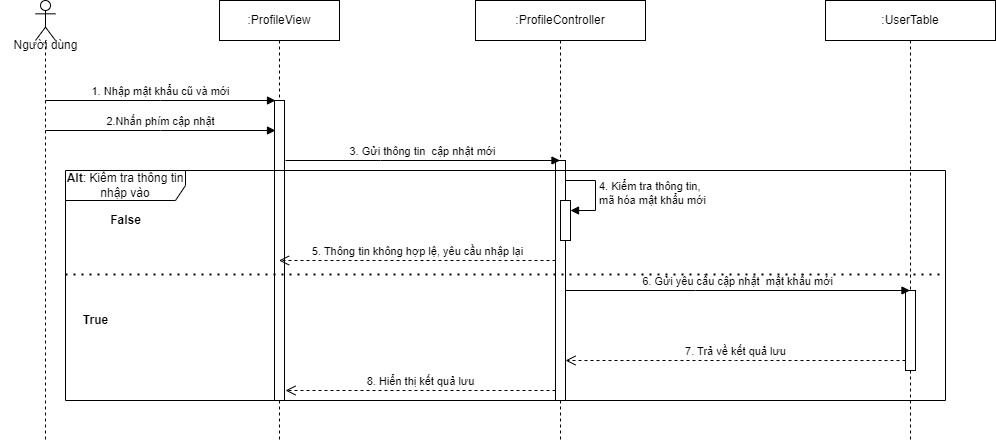 :ProfileView
:ProfileController
:UserTable
Người dùng
1. Nhập mật khẩu cũ và mới
2.Nhấn phím cập nhật
3. Gửi thông tin cập nhật mới
Alt: Kiểm tra thông tin
nhập vào
4. Kiểm tra thông tin,
mã hóa mật khẩu mới
False
5. Thông tin không hợp lệ, yêu cầu nhập lại
6. Gửi yêu cầu cập nhật mật khẩu mới
True
7. Trả về kết quả lưu
8. Hiển thị kết quả lưu